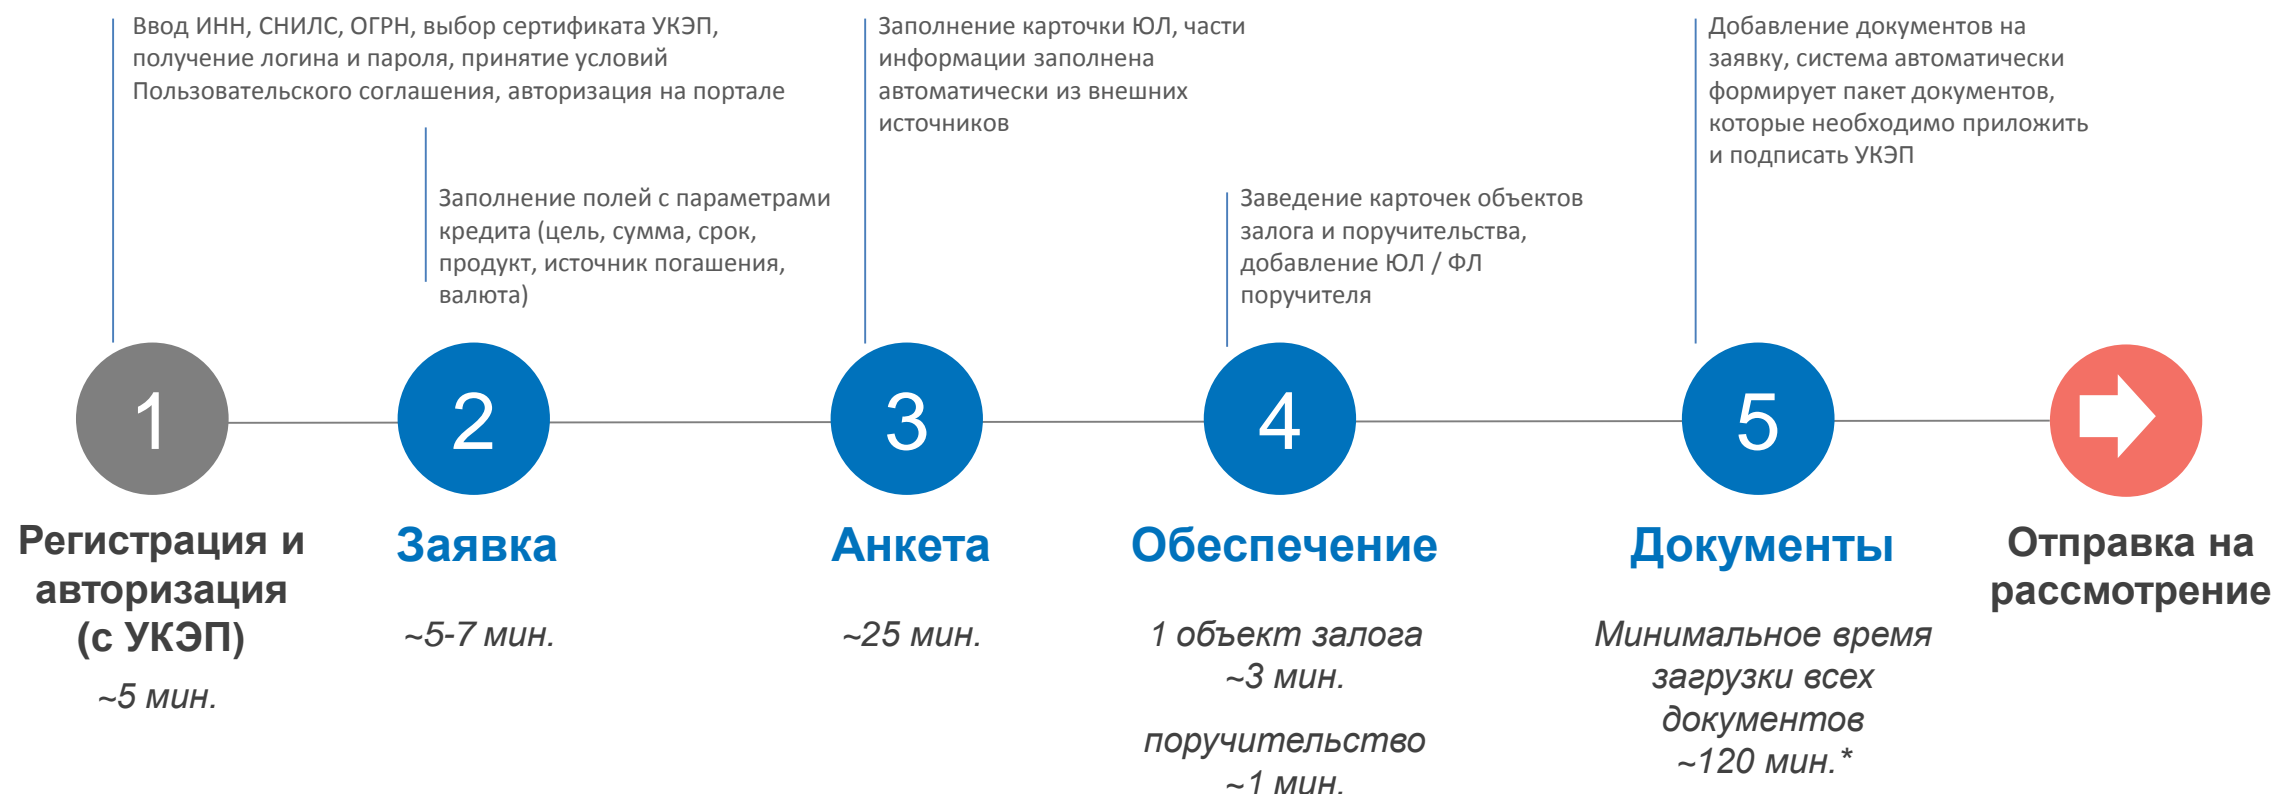 Ввод ИНН, СНИЛС, ОГРН, выбор сертификата УКЭП,
получение логина и пароля, принятие условий
Пользовательского соглашения, авторизация на портале
Заполнение полей с параметрами
кредита (цель, сумма, срок,
продукт, источник погашения,
валюта)
Заполнение карточки ЮЛ, части
информации заполнена
автоматически из внешних
источников
Заведение карточек объектов
залога и поручительства,
добавление ЮЛ / ФЛ
поручителя
Добавление документов на
заявку, система автоматически
формирует пакет документов,
которые необходимо приложить
и подписать УКЭП
1
2
3
4
5
Регистрация и
авторизация
(с УКЭП)
~5 мин.
Заявка
~5-7 мин.
Анкета
~25 мин.
Обеспечение
1 объект залога
~3 мин.
поручительство
~1 мин.
Документы
Минимальное время
загрузки всех
документов
~120 мин.*
Отправка на
рассмотрение